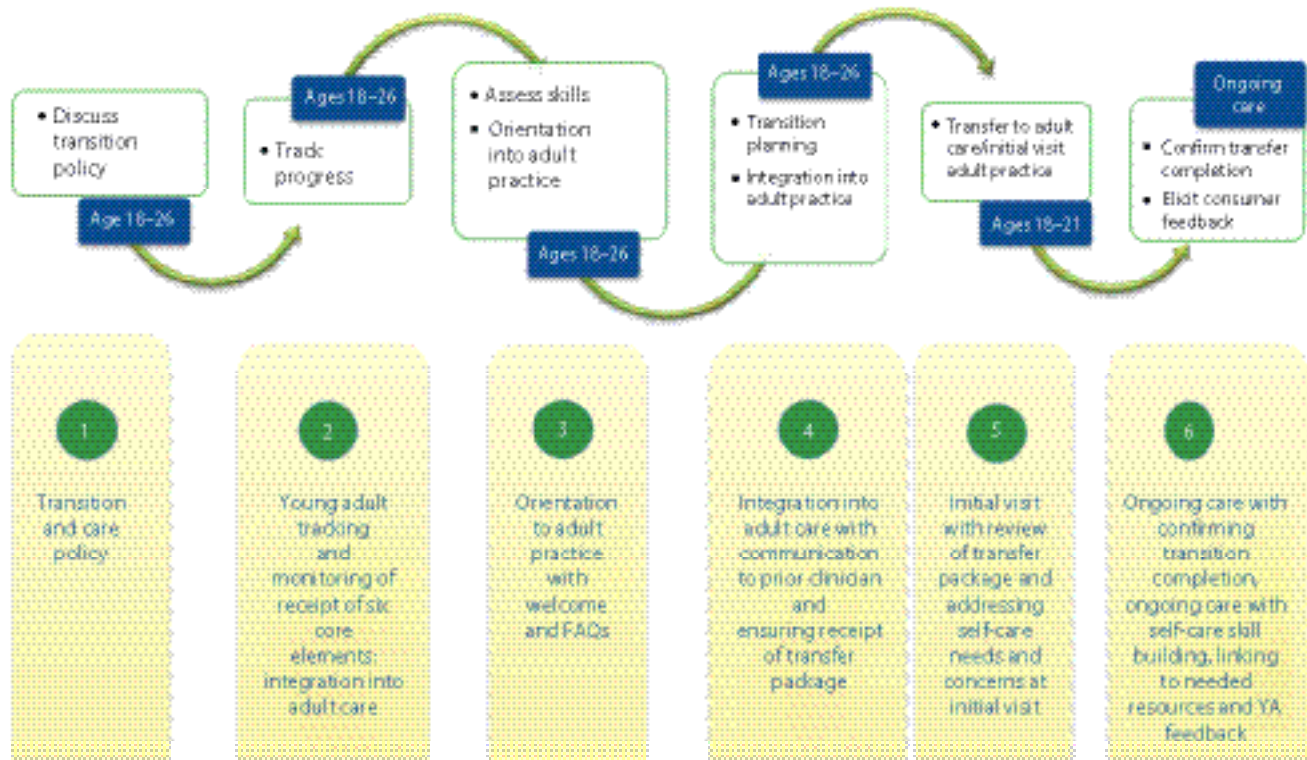 • Discuss
transition
policy
Age 18–26
Ages 18–26
• Track
progress
• Assess skills
• Orientation
into adult
practice
Ages 18–26
Ages 18–26
• Transition
planning
• Integration into
adult practice
• Transfer to adult
care/initial visit
adult practice
Ages 18–21
Ongoing
care
• Confirm transfer
completion
• Elicit consumer
feedback
1
Transition
and care
policy
2
Young adult
tracking
and
monitoring of
receipt of six
core
elements:
integration into
adult care
3
Orientation
to adult
practice
with
welcome
and FAQs
4
Integration into
adult care with
communication
to prior clinician
and
ensuring receipt
of transfer
package
5
Initial visit
with review
of transfer
package and
addressing
self-care
needs and
concerns at
initial visit
6
Ongoing care with
confirming
transition
completion,
ongoing care with
self-care skill
building, linking
to needed
resources and YA
feedback